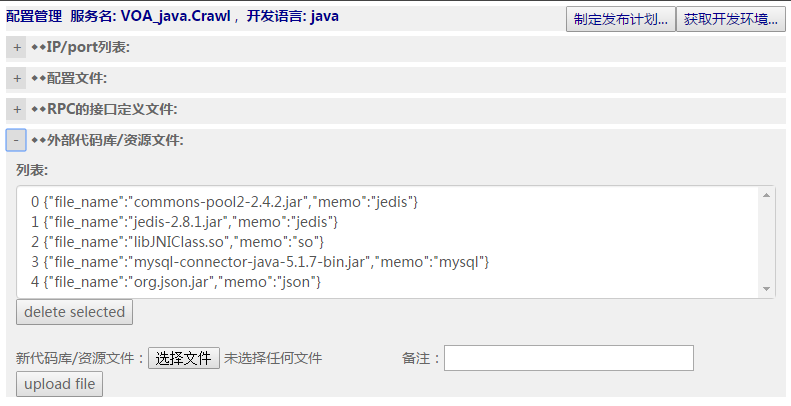 配置管理 服务名: VOA_java.Crawl , 开发语言: java 制定发布计划... 获取开发环境...
+ ◆◆IP/port列表:
+ ◆◆配置文件:
+ ◆◆RPC的接口定义文件:
- ◆◆外部代码库/资源文件:
列表:
0 {"file_name":"commons-pool2-2.4.2.jar","memo":"jedis"}
1 {"file_name":"jedis-2.8.1.jar","memo":"jedis"}
2 {"file_name":"libJNIClass.so","memo":"so"}
3 {"file_name":"mysql-connector-java-5.1.7-bin.jar","memo":"mysql"}
4 {"file_name":"org.json.jar","memo":"json"}
delete selected
新代码库/资源文件：选择文件 未选择任何文件 备注：
upload file